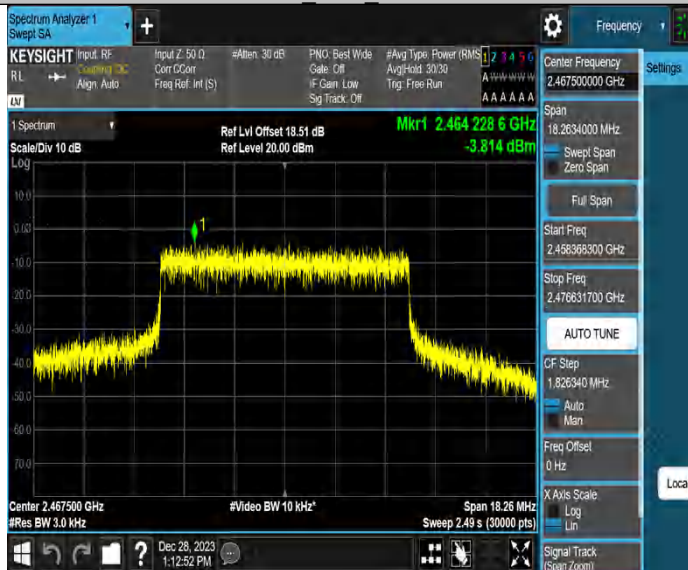 Spectrum Analyzer 1
Swept SA
+
Frequency
KEYSIGHT
RL
Input: RF
Coupling: DC
Align: Auto
Input Z: 50 Ω
Corr CCorr
Freq Ref: Int (S)
#Atten: 30 dB
PNO: Best Wide
Gate: Off
IF Gain: Low
Sig Track: Off
#Avg Type: Power (RMS
Avg|Hold: 30/30
Trig: Free Run
1 2 3 4 5 6
A W W W W W
A A A A A A
LXI
1 Spectrum
Scale/Div 10 dB
Log
Ref Lvl Offset 18.51 dB
Ref Level 20.00 dBm
Mkr1 2.464 228 6 GHz
-3.814 dBm
1
10.0
0.00
-10.0
-20.0
-30.0
-40.0
-50.0
-60.0
-70.0
Center 2.467500 GHz
#Res BW 3.0 kHz
#Video BW 10 kHz*
Span 18.26 MHz
Sweep 2.49 s (30000 pts)
?
Dec 28, 2023
1:12:52 PM
Center Frequency
2.467500000 GHz
Span
18.2634000 MHz
Swept Span
Zero Span
Full Span
Start Freq
2.458368300 GHz
Stop Freq
2.476631700 GHz
AUTO TUNE
CF Step
1.826340 MHz
Auto
Man
Freq Offset
0 Hz
X Axis Scale
Log
Lin
Signal Track
(Span Zoom)
Settings
Loca